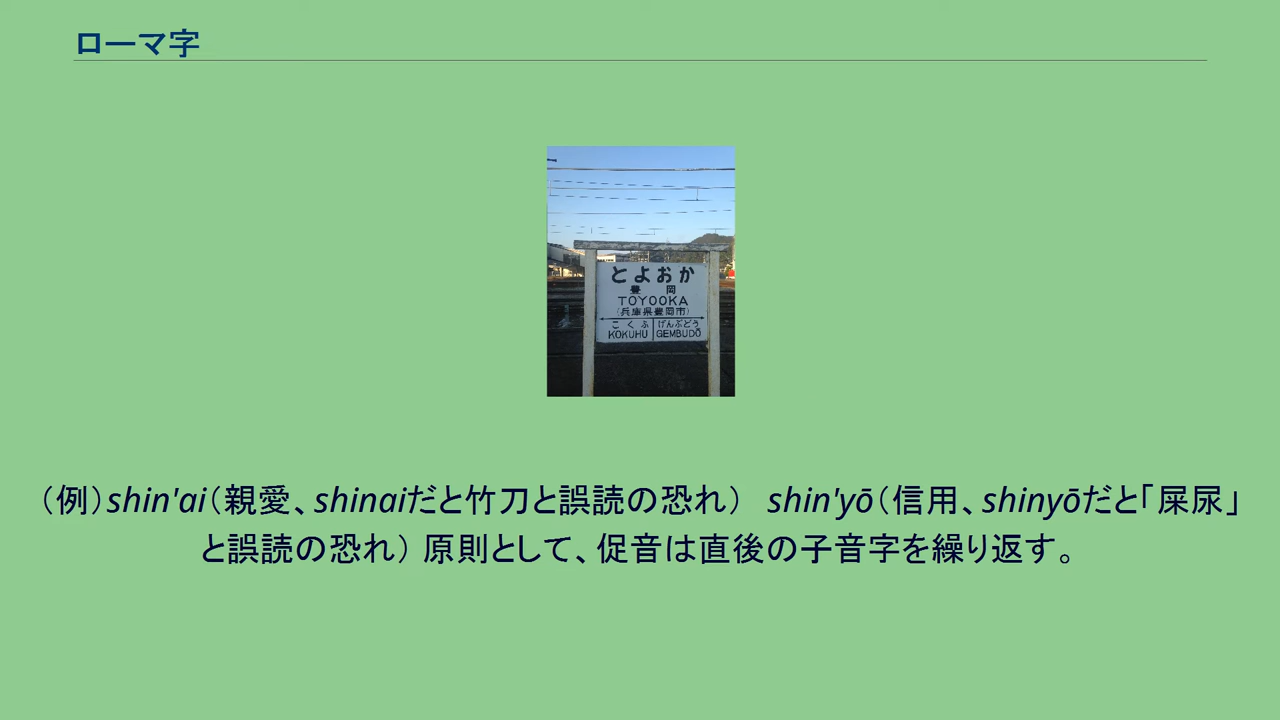 ローマ字
とよおか
豊 岡
TOYOOKA
(兵庫県豊岡市)
こくふ げんぶどう
KOKUHU GEMBUDŌ
（例）shin'ai（親愛、shinaiだと竹刀と誤読の恐れ） shin'yō（信用、shinyōだと「屎尿」
と誤読の恐れ） 原則として、促音は直後の子音字を繰り返す。